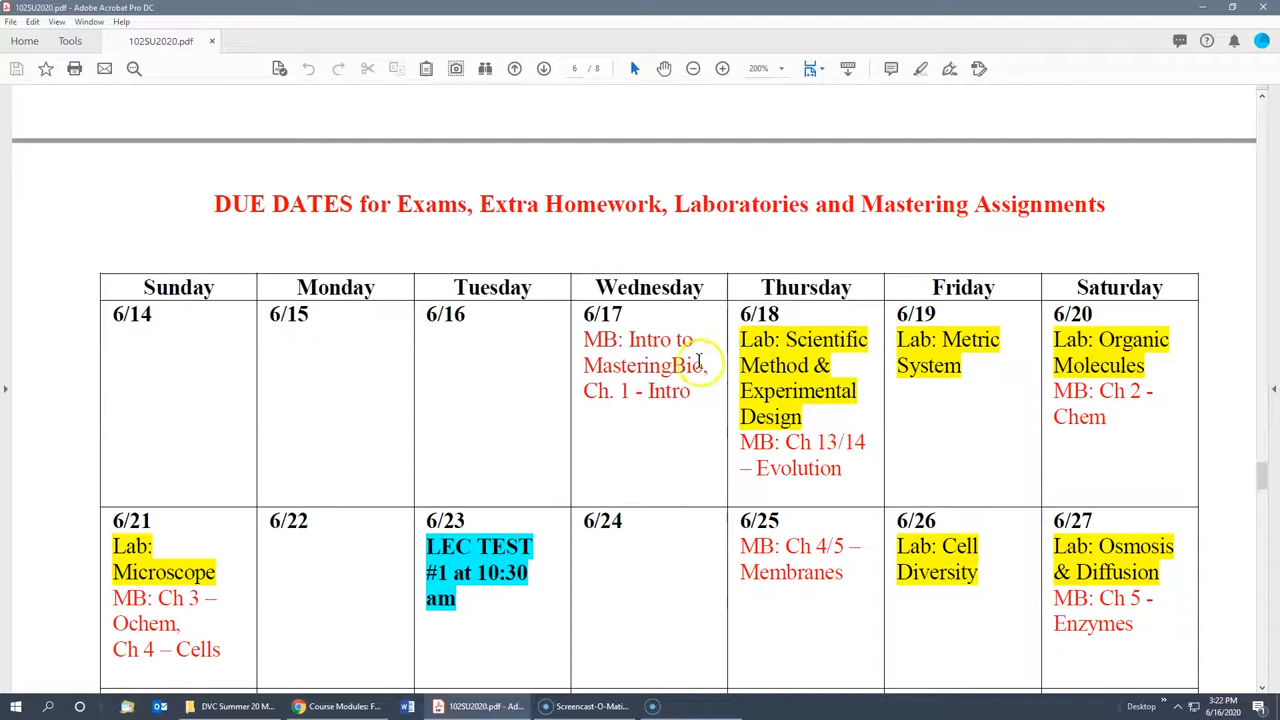 102SU2020.pdf - Adobe Acrobat Pro DC
File Edit View Window Help
Home Tools 102SU2020.pdf ×
6 / 8 200%
DUE DATES for Exams, Extra Homework, Laboratories and Mastering Assignments
Sunday Monday Tuesday Wednesday Thursday Friday Saturday
6/14
6/15
6/16
6/17
MB: Intro to
MasteringBio,
Ch. 1 - Intro
6/18
Lab: Scientific
Method &
Experimental
Design
MB: Ch 13/14
– Evolution
6/19
Lab: Metric
System
6/20
Lab: Organic
Molecules
MB: Ch 2 -
Chem
6/21
Lab:
Microscope
MB: Ch 3 –
Ochem,
Ch 4 – Cells
6/22
6/23
LEC TEST
#1 at 10:30
am
6/24
6/25
MB: Ch 4/5 –
Membranes
6/26
Lab: Cell
Diversity
6/27
Lab: Osmosis
& Diffusion
MB: Ch 5 -
Enzymes
DVC Summer 20 M...
Course Modules: F...
102SU2020.pdf - Ad...
Screencast-O-Mati...
Desktop
3:22 PM
6/16/2020